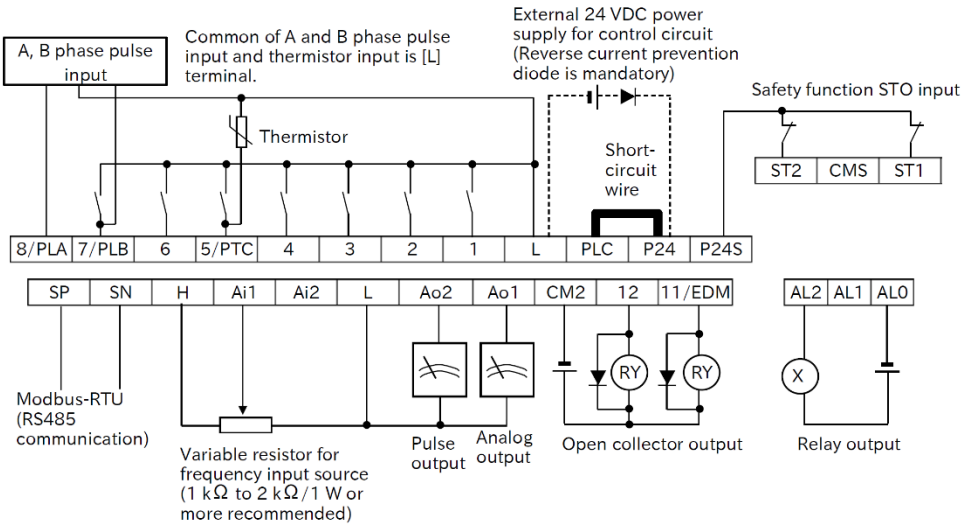 External 24 VDC power
supply for control circuit
(Reverse current prevention
diode is mandatory)
A, B phase pulse
input
Common of A and B phase pulse
input and thermistor input is [L]
terminal.
Safety function STO input
Thermistor
Short-
circuit
wire
ST2 CMS ST1
8/PLA 7/PLB 6 5/PTC 4 3 2 1 L PLC P24 P24S
SP SN H Ai1 Ai2 L Ao2 Ao1 CM2 12 11/EDM AL2 AL1 AL0
RY RY X
Modbus-RTU
(RS485
communication)
Variable resistor for
frequency input source
(1 kΩ to 2 kΩ/1 W or
more recommended)
Pulse
output
Analog
output
Open collector output
Relay output